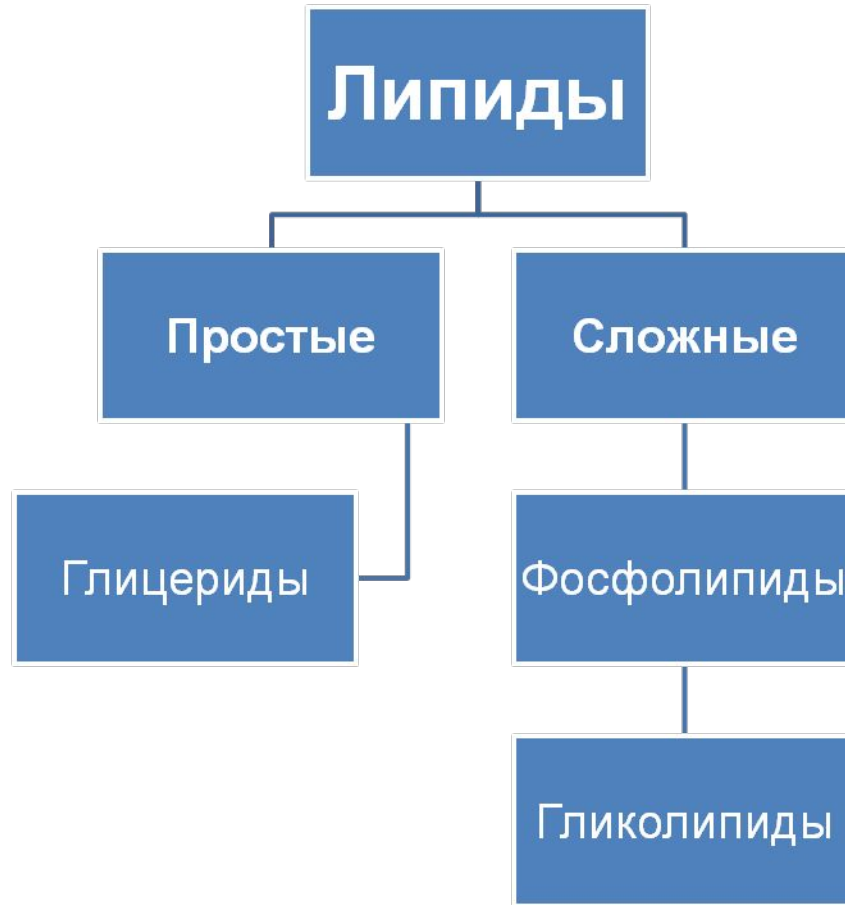 Липиды
Простые
Сложные
Глицериды
Фосфолипиды
Гликолипиды